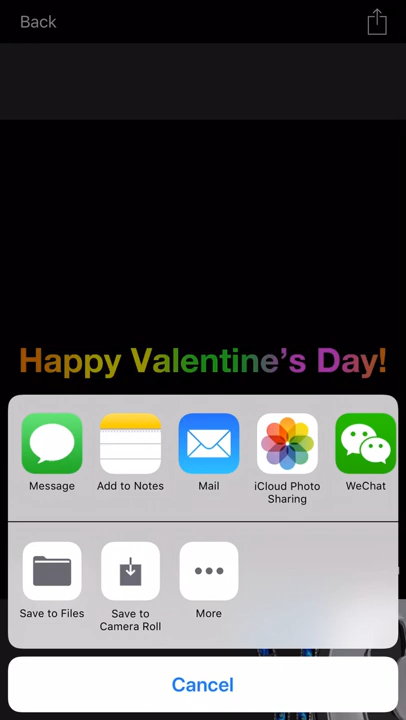 Back
Happy Valentine’s Day!
Message
Add to Notes
Mail
iCloud Photo
Sharing
WeChat
Save to Files
Save to
Camera Roll
More
Cancel